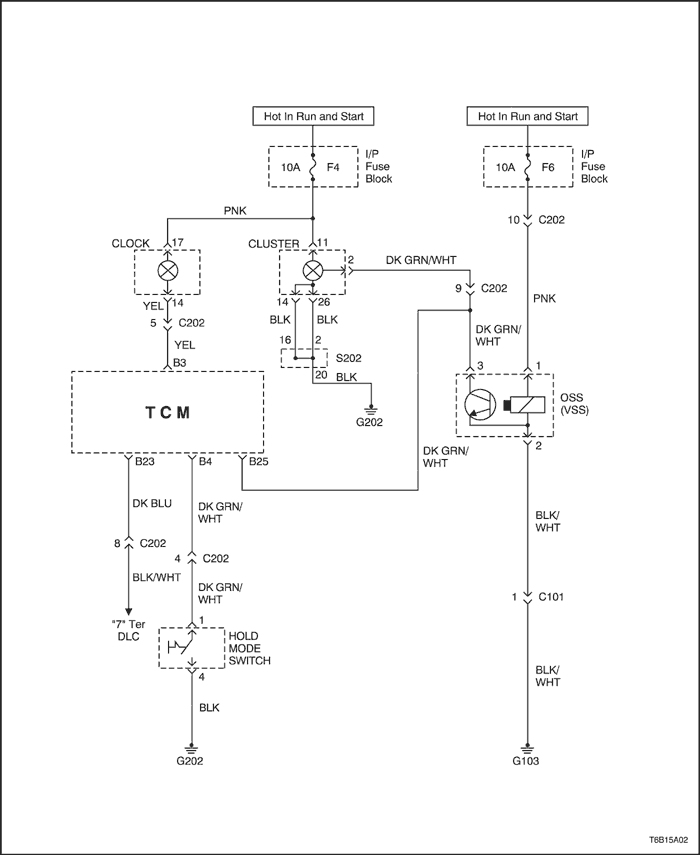 Hot In Run and Start
Hot In Run and Start
10A F4
I/P
Fuse
Block
10A F6
I/P
Fuse
Block
PNK
10 C202
CLOCK 17
CLUSTER 11
2
DK GRN/WHT
9 C202
PNK
14 26
YEL 14
5 C202
BLK BLK
YEL
DK GRN/
WHT
16 2
S202
B3
20
BLK
3 1
G202
TCM
OSS
(VSS)
2
B23 B4 B25
DK GRN/
WHT
DK BLU
DK GRN/
WHT
BLK/
WHT
8 C202
4 C202
BLK/WHT
DK GRN/
WHT
1 C101
"7" Ter
DLC
1
HOLD
MODE
SWITCH
4
BLK/
WHT
BLK
G202
G103
T6B15A02